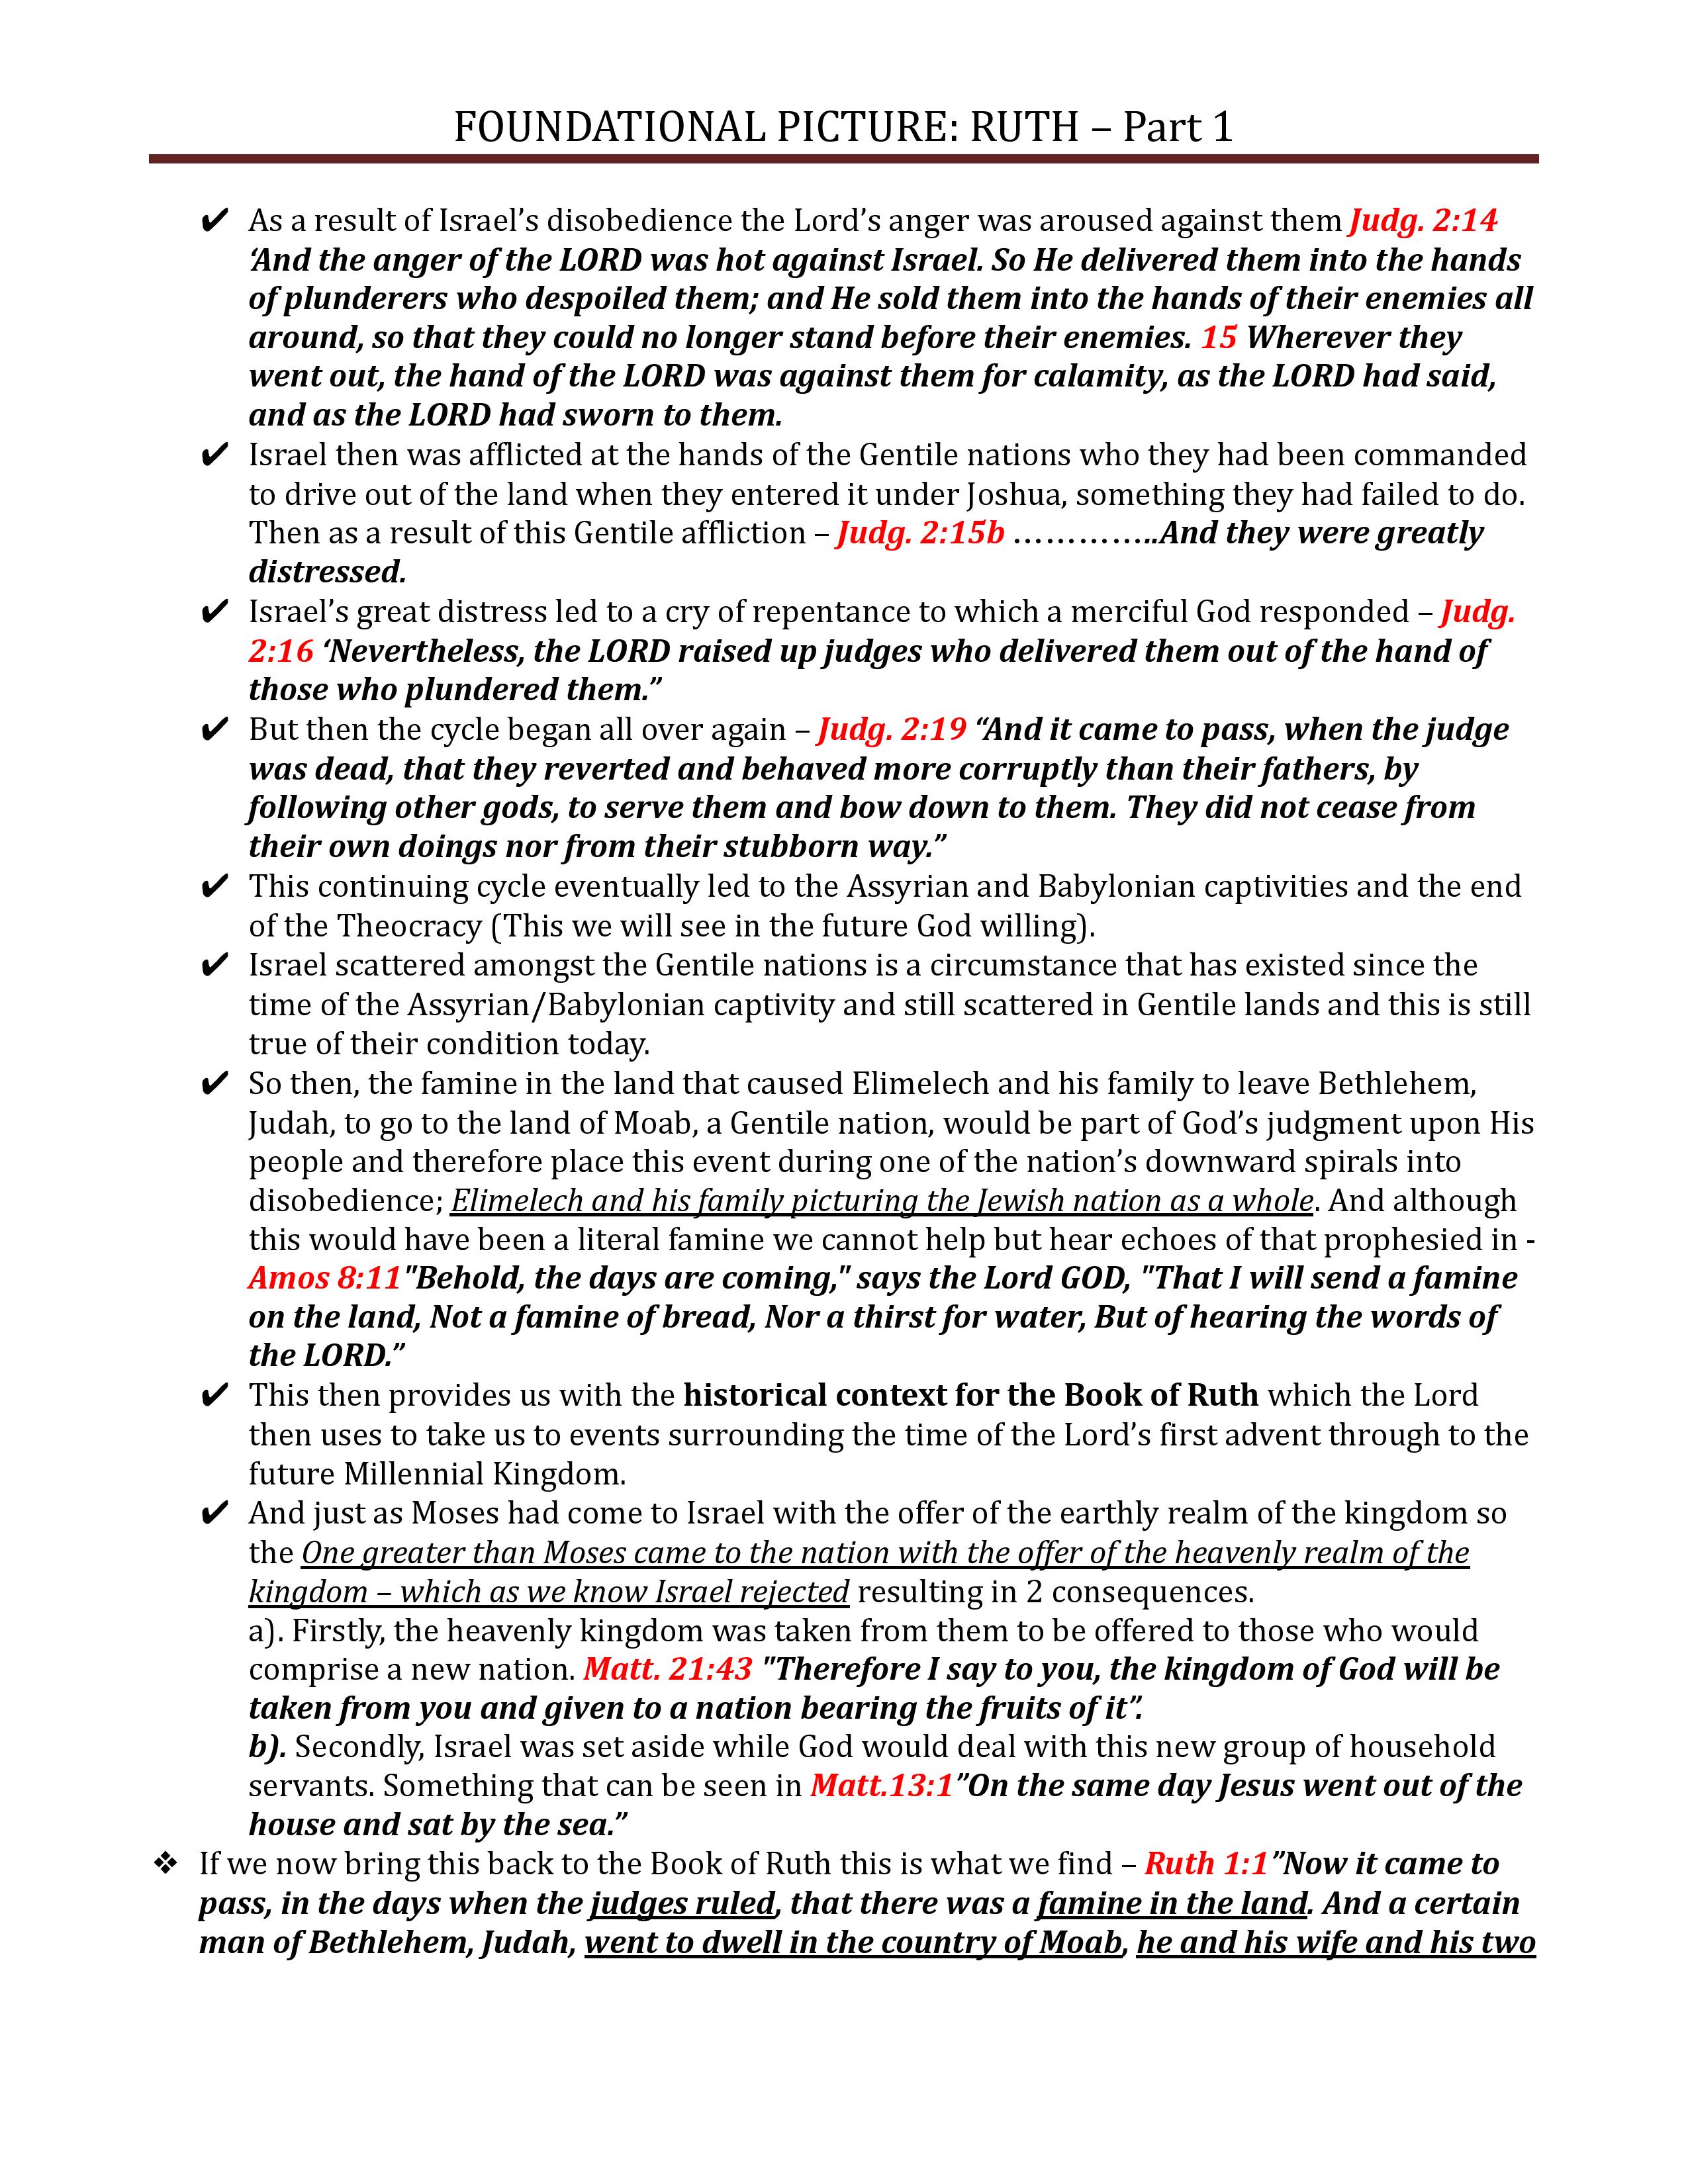 FOUNDATIONAL PICTURE: RUTH – Part 1
✔ As a result of Israel’s disobedience the Lord’s anger was aroused against them Judg. 2:14
‘And the anger of the LORD was hot against Israel. So He delivered them into the hands
of plunderers who despoiled them; and He sold them into the hands of their enemies all
around, so that they could no longer stand before their enemies. 15 Wherever they
went out, the hand of the LORD was against them for calamity, as the LORD had said,
and as the LORD had sworn to them.
✔ Israel then was afflicted at the hands of the Gentile nations who they had been commanded
to drive out of the land when they entered it under Joshua, something they had failed to do.
Then as a result of this Gentile affliction – Judg. 2:15b …………..And they were greatly
distressed.
✔ Israel’s great distress led to a cry of repentance to which a merciful God responded – Judg.
2:16 ‘Nevertheless, the LORD raised up judges who delivered them out of the hand of
those who plundered them.”
✔ But then the cycle began all over again – Judg. 2:19 “And it came to pass, when the judge
was dead, that they reverted and behaved more corruptly than their fathers, by
following other gods, to serve them and bow down to them. They did not cease from
their own doings nor from their stubborn way.”
✔ This continuing cycle eventually led to the Assyrian and Babylonian captivities and the end
of the Theocracy (This we will see in the future God willing).
✔ Israel scattered amongst the Gentile nations is a circumstance that has existed since the
time of the Assyrian/Babylonian captivity and still scattered in Gentile lands and this is still
true of their condition today.
✔ So then, the famine in the land that caused Elimelech and his family to leave Bethlehem,
Judah, to go to the land of Moab, a Gentile nation, would be part of God’s judgment upon His
people and therefore place this event during one of the nation’s downward spirals into
disobedience; Elimelech and his family picturing the Jewish nation as a whole. And although
this would have been a literal famine we cannot help but hear echoes of that prophesied in -
Amos 8:11"Behold, the days are coming," says the Lord GOD, "That I will send a famine
on the land, Not a famine of bread, Nor a thirst for water, But of hearing the words of
the LORD.”
✔ This then provides us with the historical context for the Book of Ruth which the Lord
then uses to take us to events surrounding the time of the Lord’s first advent through to the
future Millennial Kingdom.
✔ And just as Moses had come to Israel with the offer of the earthly realm of the kingdom so
the One greater than Moses came to the nation with the offer of the heavenly realm of the
kingdom – which as we know Israel rejected resulting in 2 consequences.
a). Firstly, the heavenly kingdom was taken from them to be offered to those who would
comprise a new nation. Matt. 21:43 "Therefore I say to you, the kingdom of God will be
taken from you and given to a nation bearing the fruits of it”.
b). Secondly, Israel was set aside while God would deal with this new group of household
servants. Something that can be seen in Matt.13:1”On the same day Jesus went out of the
house and sat by the sea.”
❖ If we now bring this back to the Book of Ruth this is what we find – Ruth 1:1”Now it came to
pass, in the days when the judges ruled, that there was a famine in the land. And a certain
man of Bethlehem, Judah, went to dwell in the country of Moab, he and his wife and his two